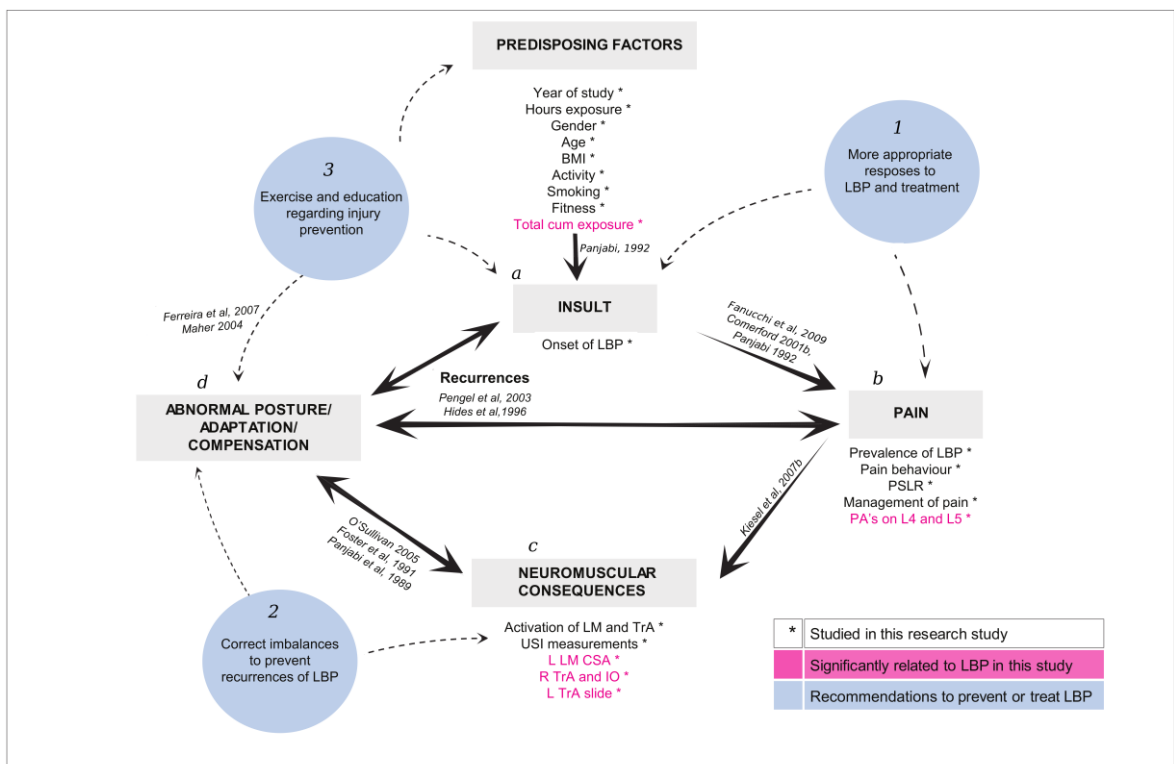 PREDISPOSING FACTORS
Year of study *
Hours exposure *
Gender *
Age *
BMI *
Activity *
Smoking *
Fitness *
Total cum exposure *
Panjabi, 1992
1
More appropriate
resposes to
LBP and treatment
3
Exercise and education
regarding injury
prevention
a
INSULT
Onset of LBP *
Ferreira et al, 2007
Maher 2004
Fanucchi et al, 2009
Comerford 2001b,
Panjabi 1992
d
ABNORMAL POSTURE/
ADAPTATION/
COMPENSATION
Recurrences
Pengel et al, 2003
Hides et al,1996
b
PAIN
Prevalence of LBP *
Pain behaviour *
PSLR *
Management of pain *
PA's on L4 and L5 *
Kiesel et al, 2007b
O'Sullivan 2005
Foster et al, 1991
Panjabi et al, 1989
c
NEUROMUSCULAR
CONSEQUENCES
Activation of LM and TrA *
USI measurements *
L LM CSA *
R TrA and IO *
L TrA slide *
2
Correct imbalances
to prevent
recurrences of LBP
* Studied in this research study
Significantly related to LBP in this study
Recommendations to prevent or treat LBP